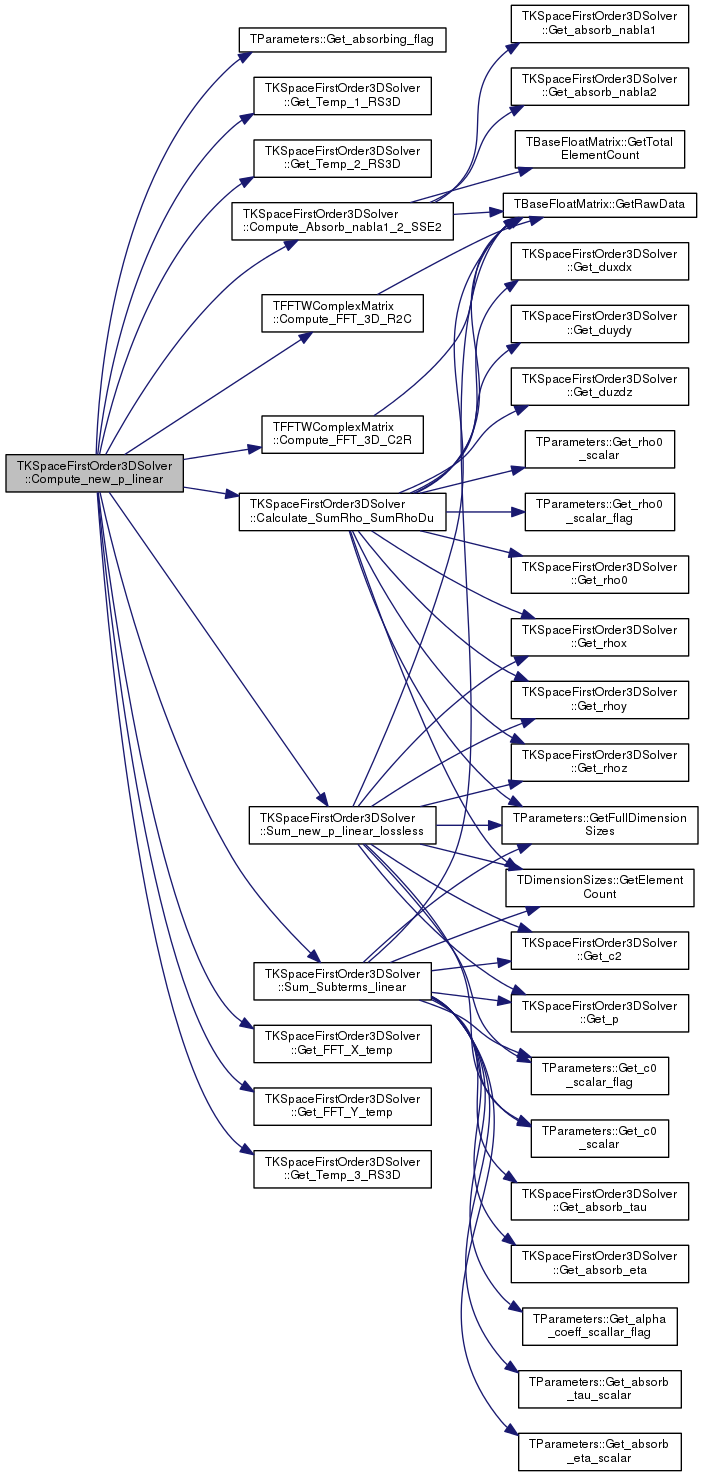 TKSpaceFirstOrder3DSolver
::Compute_new_p_linear
TParameters::Get_absorbing_flag
TKSpaceFirstOrder3DSolver
::Get_Temp_1_RS3D
TKSpaceFirstOrder3DSolver
::Get_Temp_2_RS3D
TKSpaceFirstOrder3DSolver
::Compute_Absorb_nabla1_2_SSE2
TFFTWComplexMatrix
::Compute_FFT_3D_R2C
TFFTWComplexMatrix
::Compute_FFT_3D_C2R
TKSpaceFirstOrder3DSolver
::Calculate_SumRho_SumRhoDu
TKSpaceFirstOrder3DSolver
::Sum_new_p_linear_lossless
TKSpaceFirstOrder3DSolver
::Sum_Subterms_linear
TKSpaceFirstOrder3DSolver
::Get_FFT_X_temp
TKSpaceFirstOrder3DSolver
::Get_FFT_Y_temp
TKSpaceFirstOrder3DSolver
::Get_Temp_3_RS3D
TKSpaceFirstOrder3DSolver
::Get_absorb_nabla1
TKSpaceFirstOrder3DSolver
::Get_absorb_nabla2
TBaseFloatMatrix::GetTotal
ElementCount
TBaseFloatMatrix::GetRawData
TKSpaceFirstOrder3DSolver
::Get_duxdx
TKSpaceFirstOrder3DSolver
::Get_duydy
TKSpaceFirstOrder3DSolver
::Get_duzdz
TParameters::Get_rho0
_scalar
TParameters::Get_rho0
_scalar_flag
TKSpaceFirstOrder3DSolver
::Get_rho0
TKSpaceFirstOrder3DSolver
::Get_rhox
TKSpaceFirstOrder3DSolver
::Get_rhoy
TKSpaceFirstOrder3DSolver
::Get_rhoz
TParameters::GetFullDimension
Sizes
TDimensionSizes::GetElement
Count
TKSpaceFirstOrder3DSolver
::Get_c2
TKSpaceFirstOrder3DSolver
::Get_p
TParameters::Get_c0
_scalar_flag
TParameters::Get_c0
_scalar
TKSpaceFirstOrder3DSolver
::Get_absorb_tau
TKSpaceFirstOrder3DSolver
::Get_absorb_eta
TParameters::Get_alpha
_coeff_scallar_flag
TParameters::Get_absorb
_tau_scalar
TParameters::Get_absorb
_eta_scalar